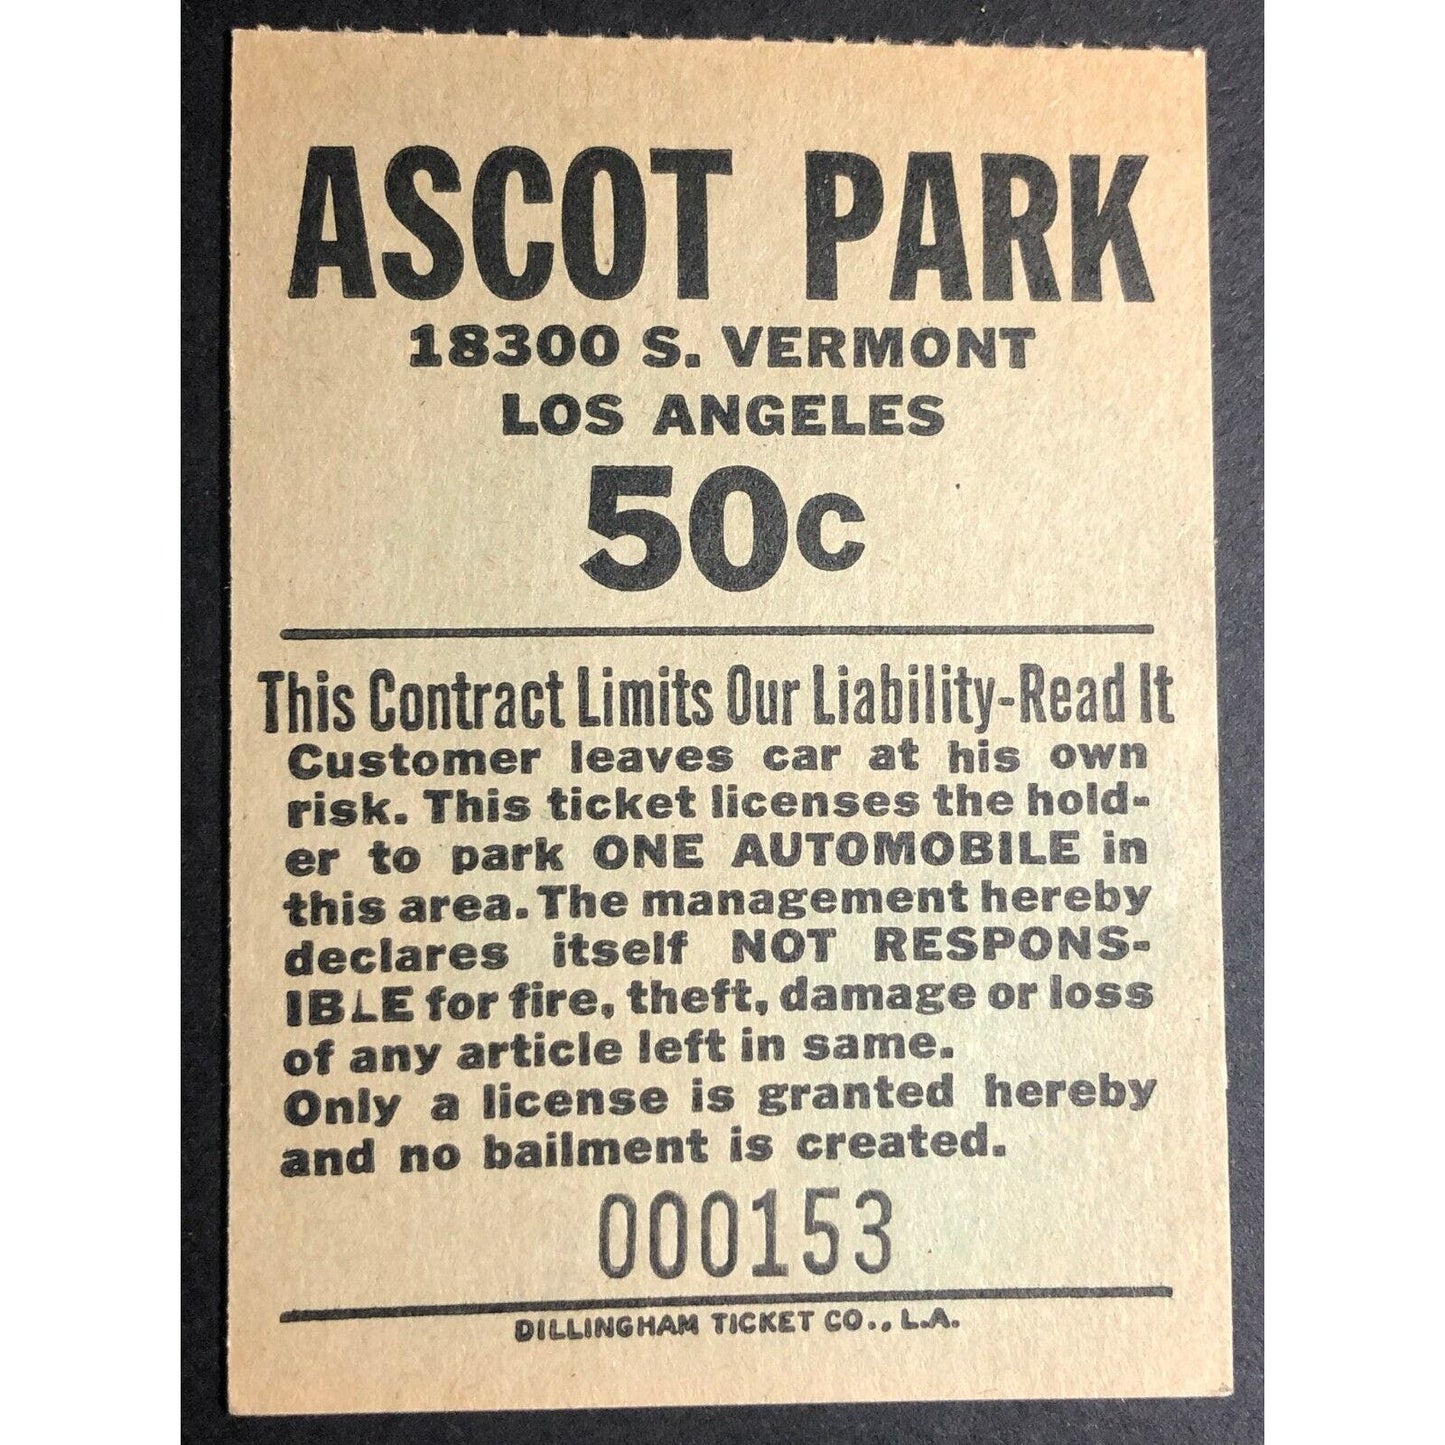 ASCOT PARK
18300 S. VERMONT
LOS ANGELES
50c
This Contract Limits Our Liability-Read It
Customer leaves car at his own
risk. This ticket licenses the hold-
er to park ONE AUTOMOBILE in
this area. The management hereby
declares itself NOT RESPONS-
IBLE for fire, theft, damage or loss
of any article left in same.
Only a license is granted hereby
and no bailment is created.
000153
DILLINGHAM TICKET CO., L.A.